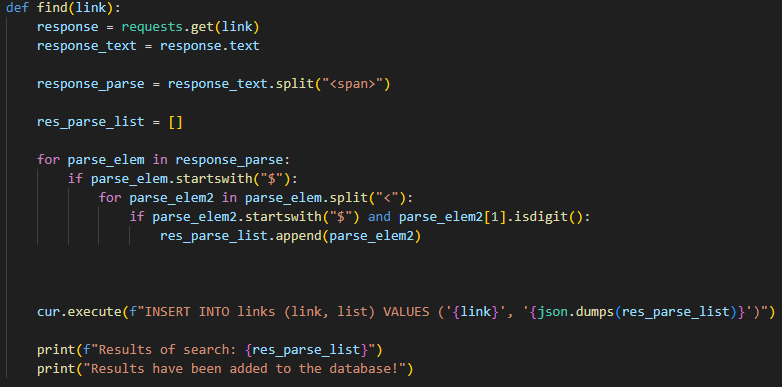 def find(link):
    response = requests.get(link)
    response_text = response.text

    response_parse = response_text.split("<span>")

    res_parse_list = []

    for parse_elem in response_parse:
        if parse_elem.startswith("$"):
            for parse_elem2 in parse_elem.split("<"):
                if parse_elem2.startswith("$") and parse_elem2[1].isdigit():
                    res_parse_list.append(parse_elem2)

    cur.execute(f"INSERT INTO links (link, list) VALUES ('{link}', '{json.dumps(res_parse_list)}')")

    print(f"Results of search: {res_parse_list}")
    print("Results have been added to the database!")